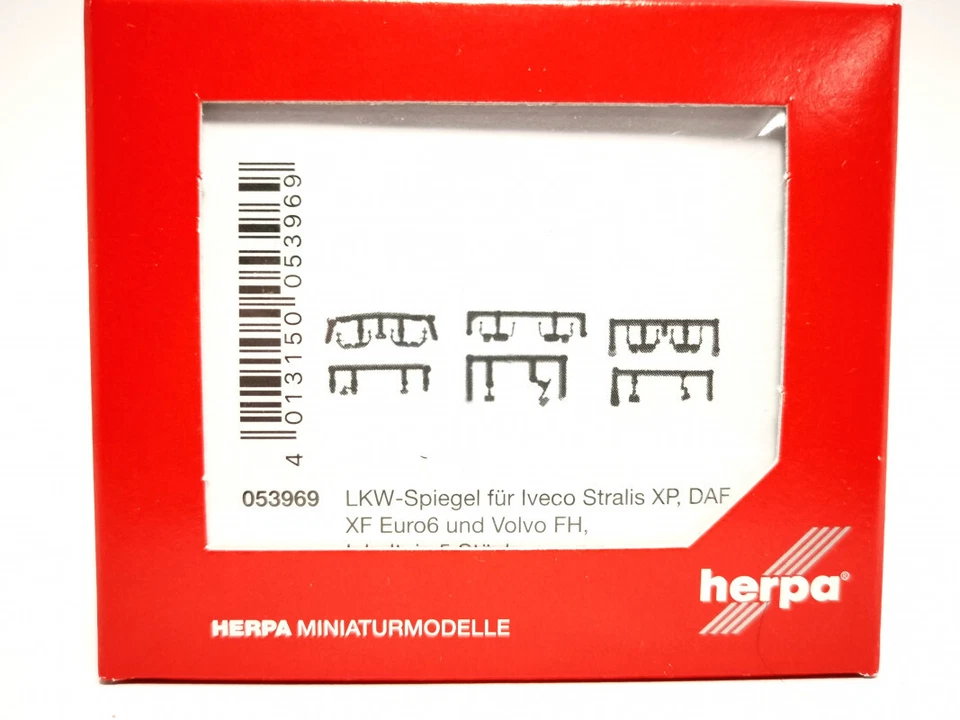 4 013150 053969
053969 LKW-Spiegel für Iveco Stralis XP, DAF
XF Euro6 und Volvo FH,
herpa®
HERPA MINIATURMODELLE